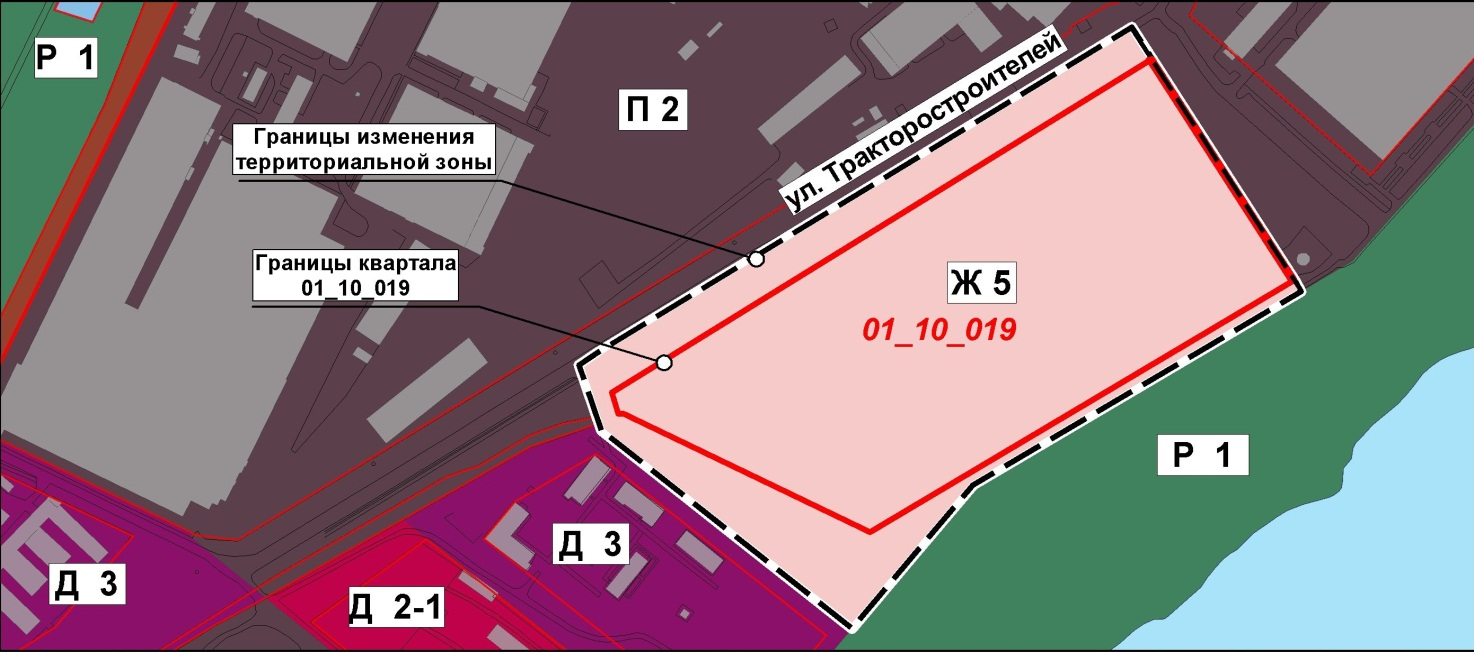 Р 1
П 2
ул. Тракторостроителей
Границы изменения
территориальной зоны
Границы квартала
01_10_019
Ж 5
01_10_019
Р 1
Д 3
Д 3
Д 2-1